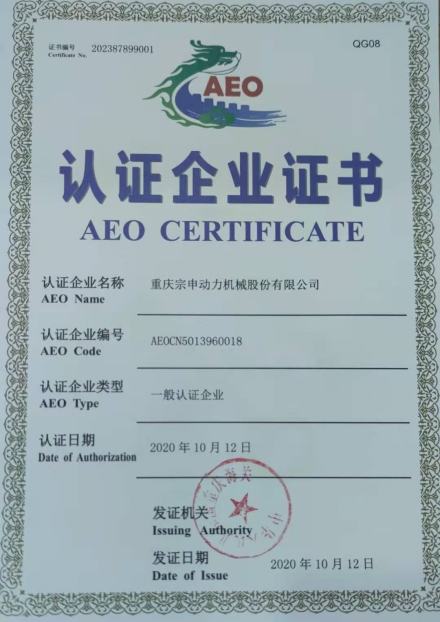 证书编号
Certificate No.
202387899001
QG08
AEO
认证企业证书
AEO CERTIFICATE
认证企业名称
AEO Name
重庆宗申动力机械股份有限公司
认证企业编号
AEO Code
AEOCN5013960018
认证企业类型
AEO Type
一般认证企业
认证日期
Date of Authorization
2020 年 10 月 12 日
发证机关
Issuing Authority
发证日期
Date of Issue
2020 年 10 月 12 日